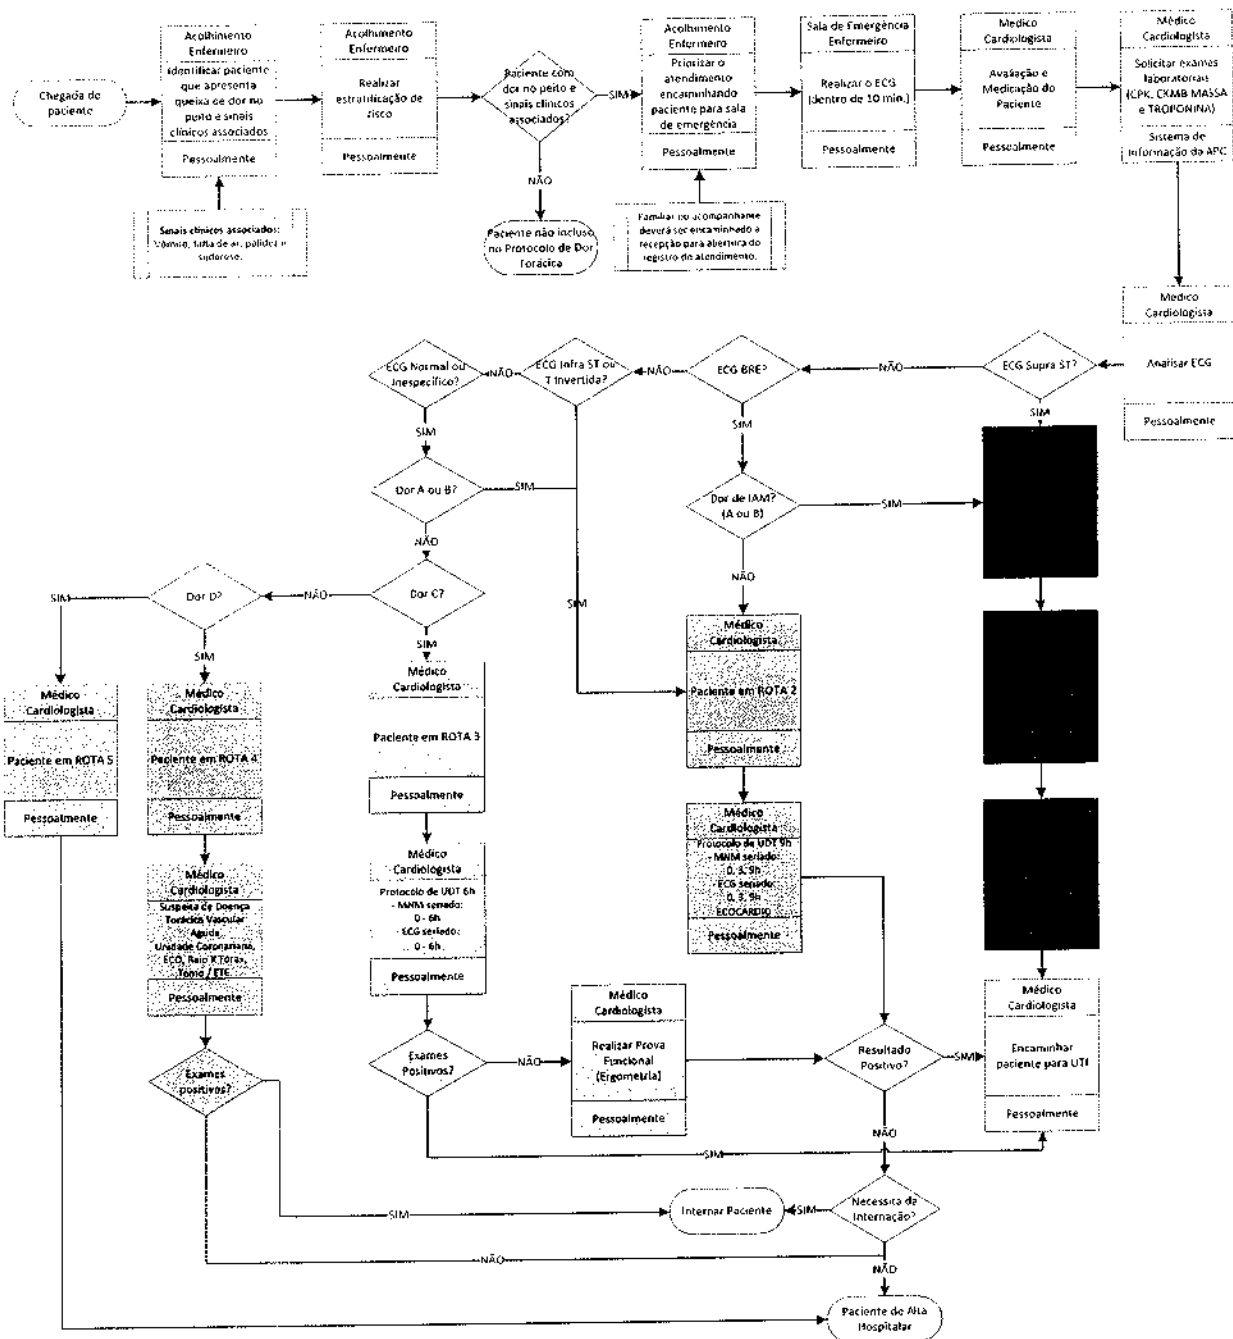 Chegada do
paciente
Acolhimento
Enfermeiro
Identificar paciente
que apresenta
queixa de dor no
peito e sinais
clínicos associados
Pessoalmente
Sinais clínicos associados:
Vômito, falta de ar, palidez e
sudorese.
Acolhimento
Enfermeiro
Realizar
estratificação de
risco
Pessoalmente
Paciente com
dor no peito e
sinais clínicos
associados?
SIM
NÃO
Paciente não incluso
no Protocolo de Dor
Torácica
Acolhimento
Enfermeiro
Priorizar o
atendimento
encaminhando
paciente para sala
de emergência
Pessoalmente
Familiar ou acompanhante
deverá ser encaminhado a
recepção para abertura do
registro de atendimento.
Sala de Emergência
Enfermeiro
Realizar o ECG
(dentro de 10 min.)
Pessoalmente
Medico
Cardiologista
Avaliação e
Medicação do
Paciente
Pessoalmente
Médico
Cardiologista
Solicitar exames
laboratoriais
(CPK, CKMB MASSA
e TROPONINA)
Sistema de
Informação da APC
Médico
Cardiologista
Analisar ECG
Pessoalmente
ECG Supra ST?
NÃO
SIM
ECG BRE?
NÃO
SIM
ECG Infra ST ou
T Invertida?
NÃO
SIM
ECG Normal ou
Inespecífico?
SIM
Dor A ou B?
SIM
NÃO
Dor de IAM?
(A ou B)
SIM
NÃO
Dor C?
NÃO
SIM
Dor D?
SIM
SIM
Médico
Cardiologista
Paciente em ROTA 5
Pessoalmente
Médico
Cardiologista
Paciente em ROTA 4
Pessoalmente
Médico
Cardiologista
Paciente em ROTA 3
Pessoalmente
Médico
Cardiologista
Paciente em ROTA 2
Pessoalmente
Médico
Cardiologista
Suspeita de Doença
Torácica Vascular
Aguda
Unidade Coronariana,
ECO, Raio X Tórax,
Tomo / ETE
Pessoalmente
Médico
Cardiologista
Protocolo de UDT 6h
- MNM seriado:
0 - 6h
- ECG seriado:
0 - 6h
Pessoalmente
Médico
Cardiologista
Protocolo de UDT 9h
- MNM seriado:
0, 3, 9h
- ECG seriado:
0, 3, 9h
ECOCARDIO
Pessoalmente
Exames
positivos?
SIM
NÃO
Exames
Positivos?
NÃO
SIM
Médico
Cardiologista
Realizar Prova
Funcional
(Ergometria)
Pessoalmente
Resultado
Positivo?
SIM
NÃO
Médico
Cardiologista
Encaminhar
paciente para UTI
Pessoalmente
Necessita de
Internação?
SIM
NÃO
Internar Paciente
Paciente de Alta
Hospitalar